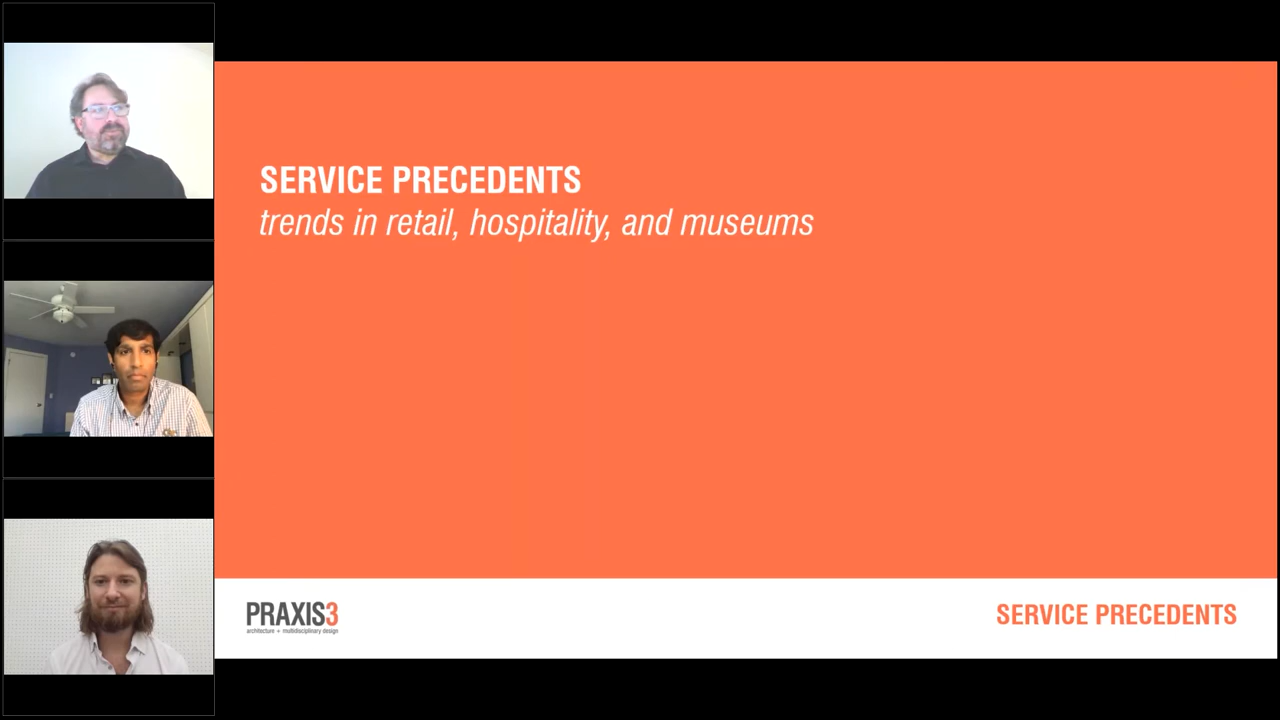 SERVICE PRECEDENTS
trends in retail, hospitality, and museums
PRAXIS3
architecture + multidisciplinary design
SERVICE PRECEDENTS